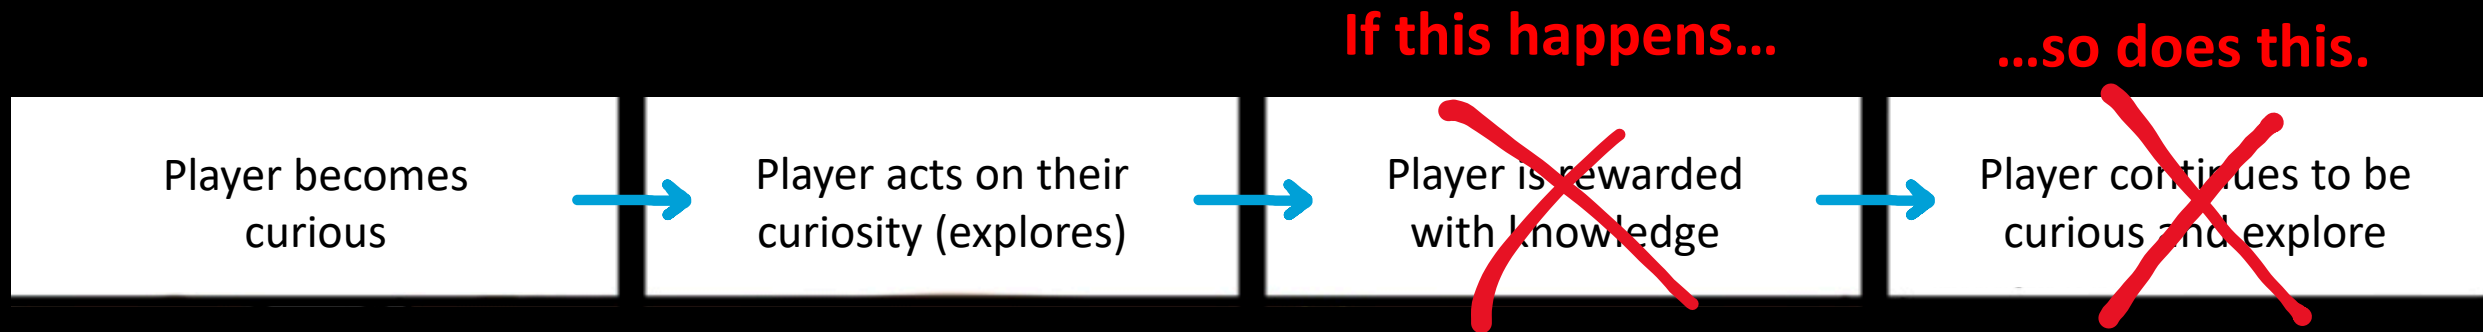 If this happens…
…so does this.
Player becomes
curious
Player acts on their
curiosity (explores)
Player is rewarded
with knowledge
Player continues to be
curious and explore